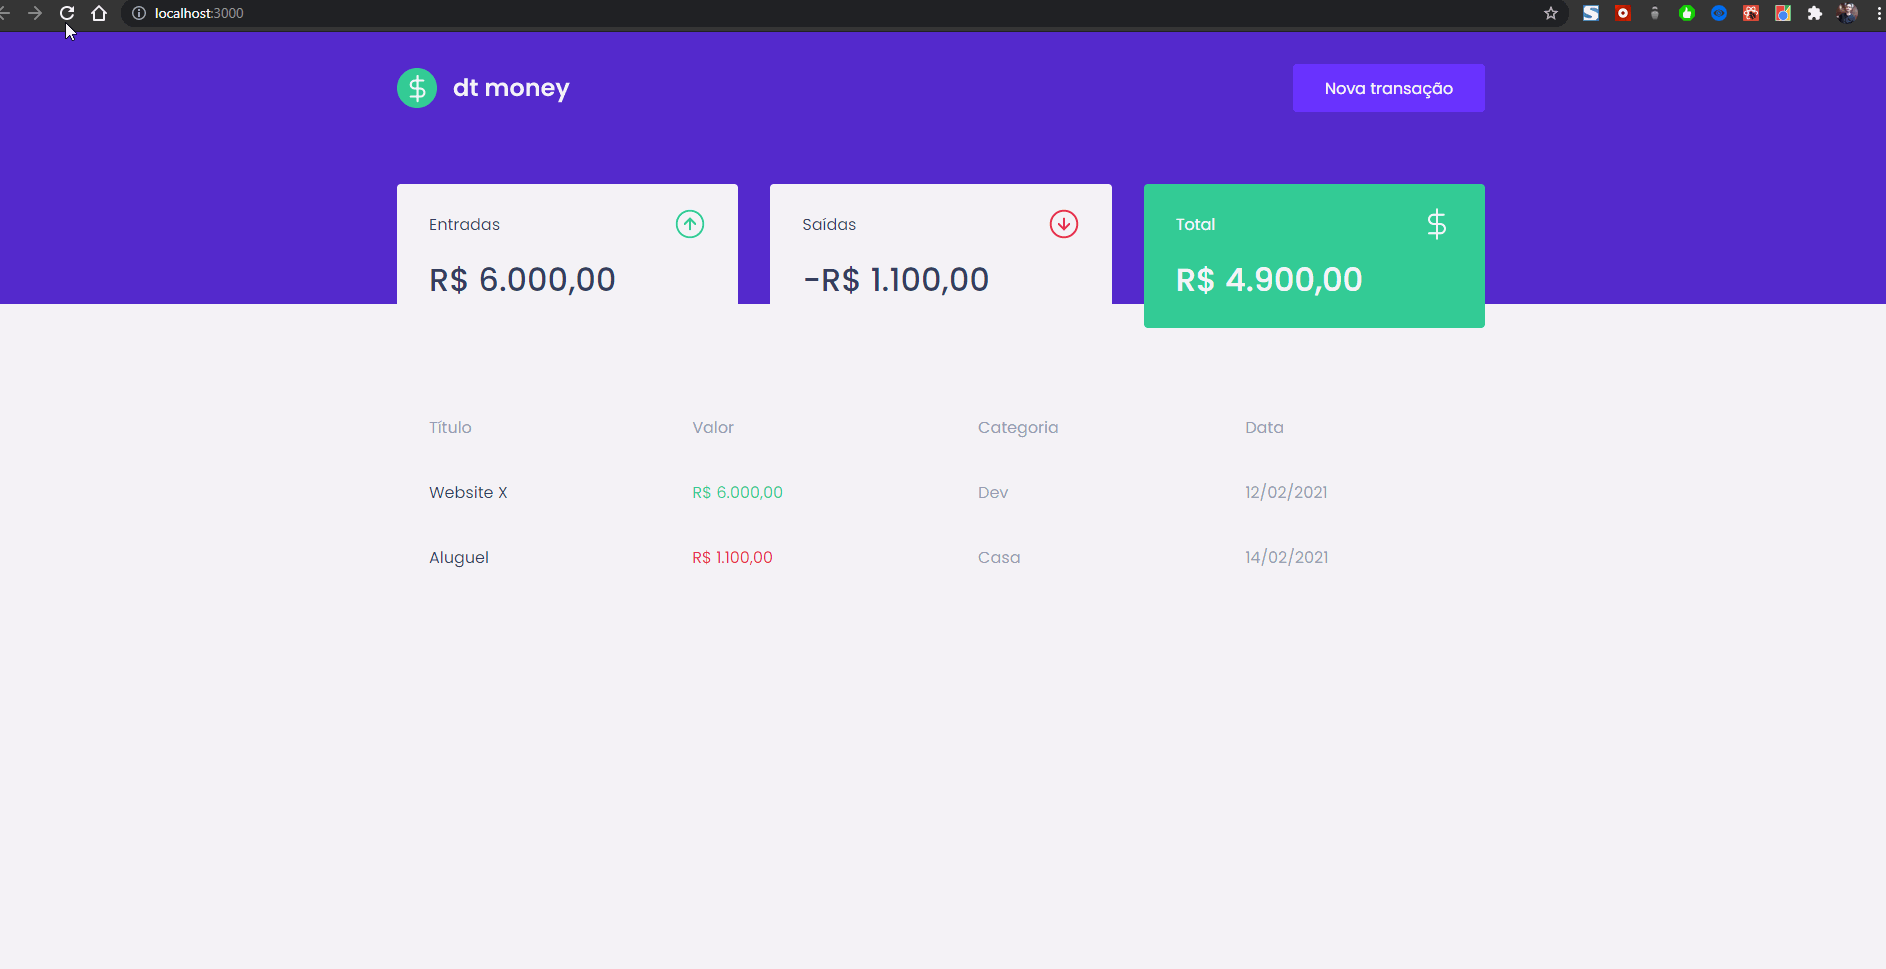 localhost:3000
dt money
Nova transação
Entradas
R$ 6.000,00
Saídas
-R$ 1.100,00
Total
R$ 4.900,00
Título Valor Categoria Data
Website X R$ 6.000,00 Dev 12/02/2021
Aluguel R$ 1.100,00 Casa 14/02/2021